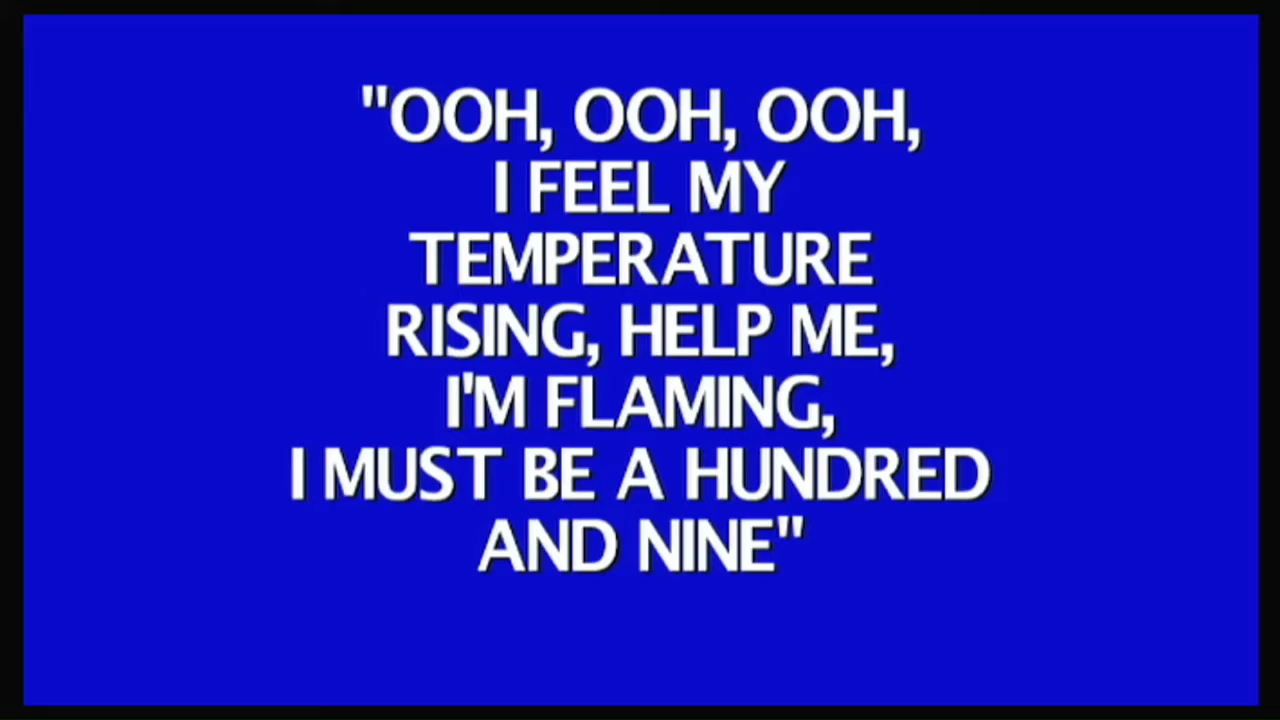 "OOH, OOH, OOH,
I FEEL MY
TEMPERATURE
RISING, HELP ME,
I'M FLAMING,
I MUST BE A HUNDRED
AND NINE"